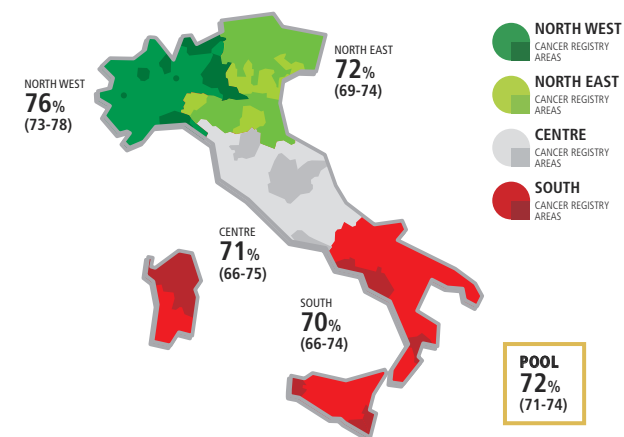 NORTH WEST
76%
(73-78)
NORTH EAST
72%
(69-74)
CENTRE
71%
(66-75)
SOUTH
70%
(66-74)
NORTH WEST
CANCER REGISTRY
AREAS
NORTH EAST
CANCER REGISTRY
AREAS
CENTRE
CANCER REGISTRY
AREAS
SOUTH
CANCER REGISTRY
AREAS
POOL
72%
(71-74)